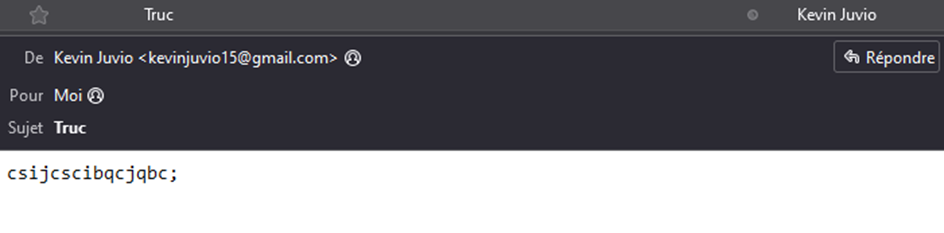 Truc Kevin Juvio
De Kevin Juvio <kevinjuvio15@gmail.com> Répondre
Pour Moi
Sujet Truc
csijcscibqcjqbc;